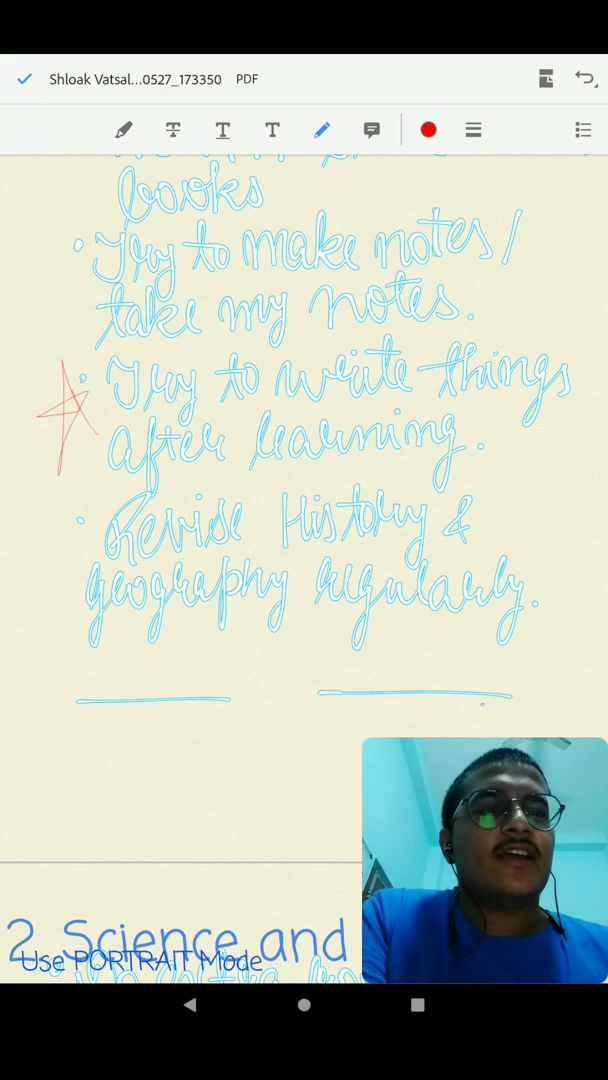 Shloak Vatsal...0527_173350 PDF
books
• Try to make notes/
take my notes.
• Try to write things
after learning.
• Revise History &
geography regularly.
2. Science and
Use PORTRAIT Mode